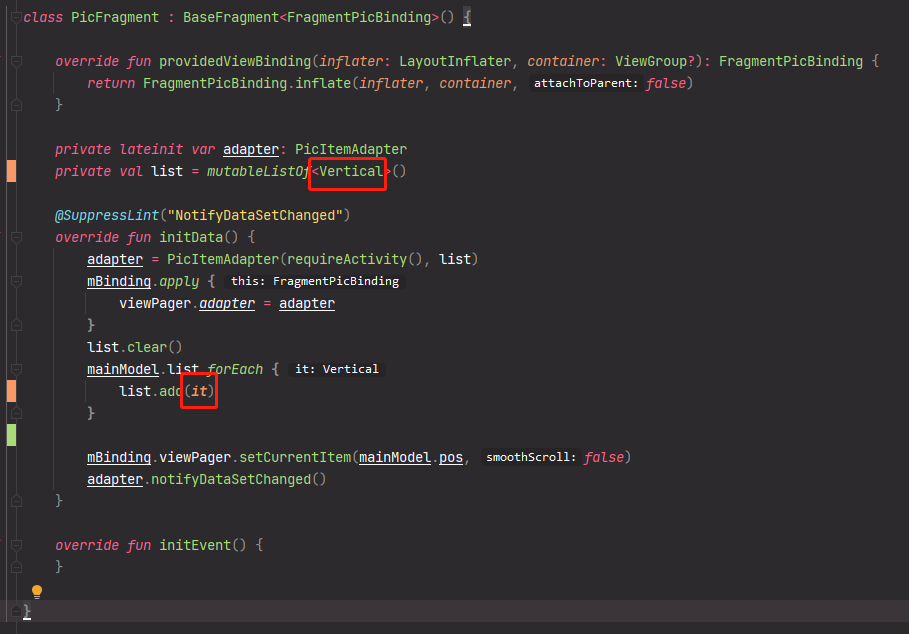 class PicFragment : BaseFragment<FragmentPicBinding>() {
override fun providedViewBinding(inflater: LayoutInflater, container: ViewGroup?): FragmentPicBinding {
return FragmentPicBinding.inflate(inflater, container, attachToParent: false)
}
private lateinit var adapter: PicItemAdapter
private val list = mutableListOf<Vertical>()
@SuppressLint("NotifyDataSetChanged")
override fun initData() {
adapter = PicItemAdapter(requireActivity(), list)
mBinding.apply { this: FragmentPicBinding
viewPager.adapter = adapter
}
list.clear()
mainModel.list.forEach { it: Vertical
list.add(it)
}
mBinding.viewPager.setCurrentItem(mainModel.pos, smoothScroll: false)
adapter.notifyDataSetChanged()
}
override fun initEvent() {
}
}